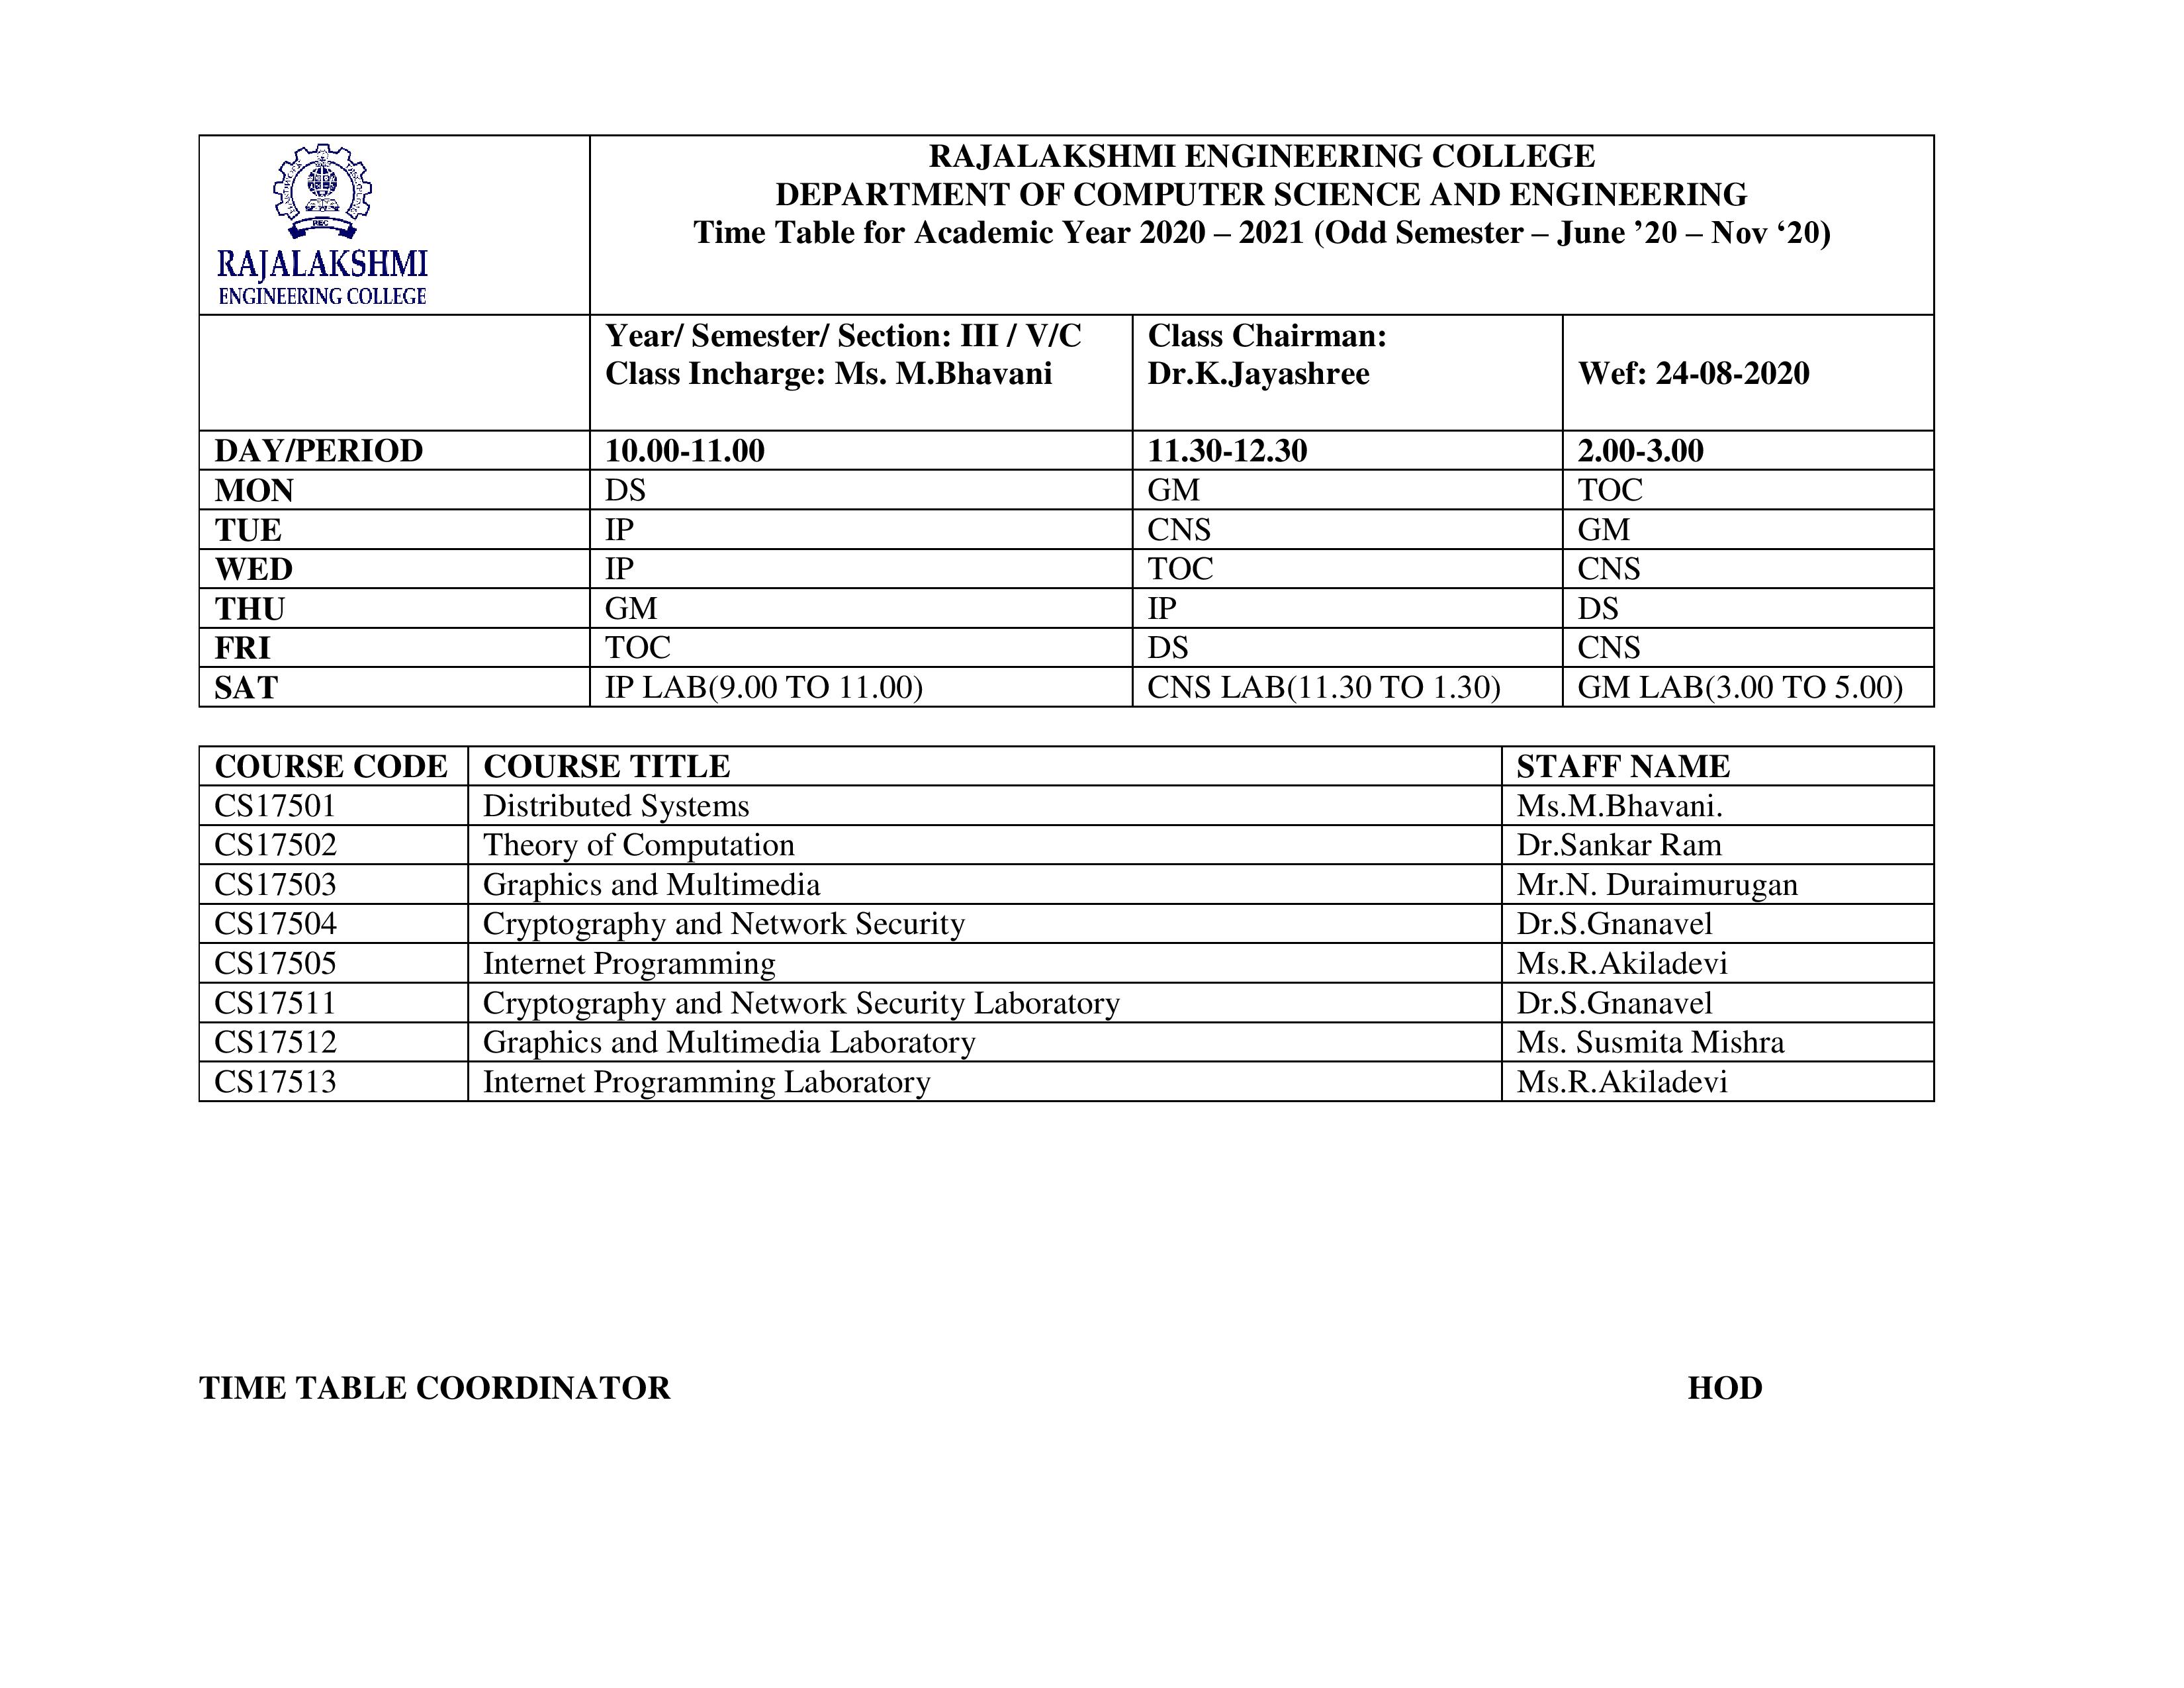 RAJALAKSHMI ENGINEERING COLLEGE
DEPARTMENT OF COMPUTER SCIENCE AND ENGINEERING
Time Table for Academic Year 2020 – 2021 (Odd Semester – June ’20 – Nov ‘20)
REC
RAJALAKSHMI
ENGINEERING COLLEGE
Year/ Semester/ Section: III / V/C
Class Incharge: Ms. M.Bhavani
Class Chairman:
Dr.K.Jayashree
Wef: 24-08-2020
DAY/PERIOD 10.00-11.00 11.30-12.30 2.00-3.00
MON DS GM TOC
TUE IP CNS GM
WED IP TOC CNS
THU GM IP DS
FRI TOC DS CNS
SAT IP LAB(9.00 TO 11.00) CNS LAB(11.30 TO 1.30) GM LAB(3.00 TO 5.00)
COURSE CODE COURSE TITLE STAFF NAME
CS17501 Distributed Systems Ms.M.Bhavani.
CS17502 Theory of Computation Dr.Sankar Ram
CS17503 Graphics and Multimedia Mr.N. Duraimurugan
CS17504 Cryptography and Network Security Dr.S.Gnanavel
CS17505 Internet Programming Ms.R.Akiladevi
CS17511 Cryptography and Network Security Laboratory Dr.S.Gnanavel
CS17512 Graphics and Multimedia Laboratory Ms. Susmita Mishra
CS17513 Internet Programming Laboratory Ms.R.Akiladevi
TIME TABLE COORDINATOR HOD